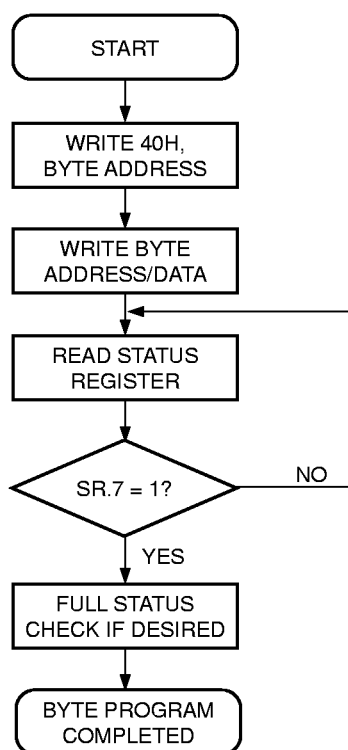 START
WRITE 40H,
BYTE ADDRESS
WRITE BYTE
ADDRESS/DATA
READ STATUS
REGISTER
SR.7 = 1?
NO
YES
FULL STATUS
CHECK IF DESIRED
BYTE PROGRAM
COMPLETED